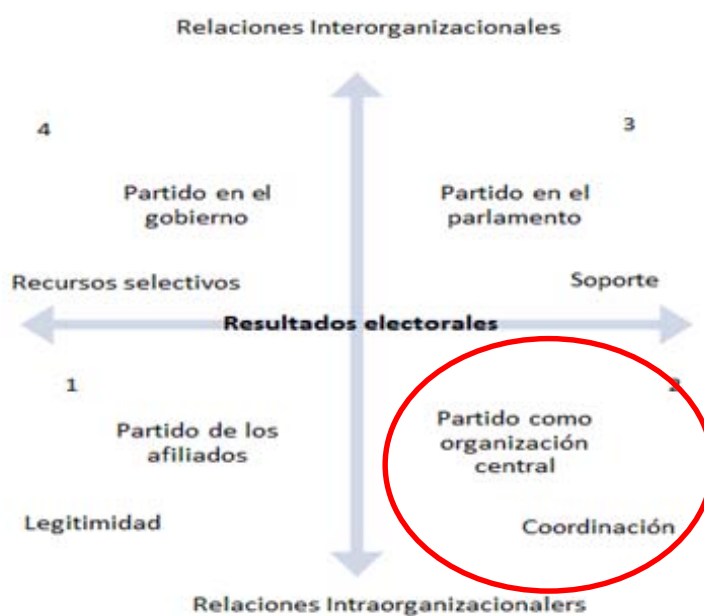 Relaciones Interorganizacionales
4
3
Partido en el
gobierno
Partido en el
parlamento
Recursos selectivos
Soporte
Resultados electorales
1
2
Partido de los
afiliados
Partido como
organización
central
Legitimidad
Coordinación
Relaciones Intraorganizacionalers